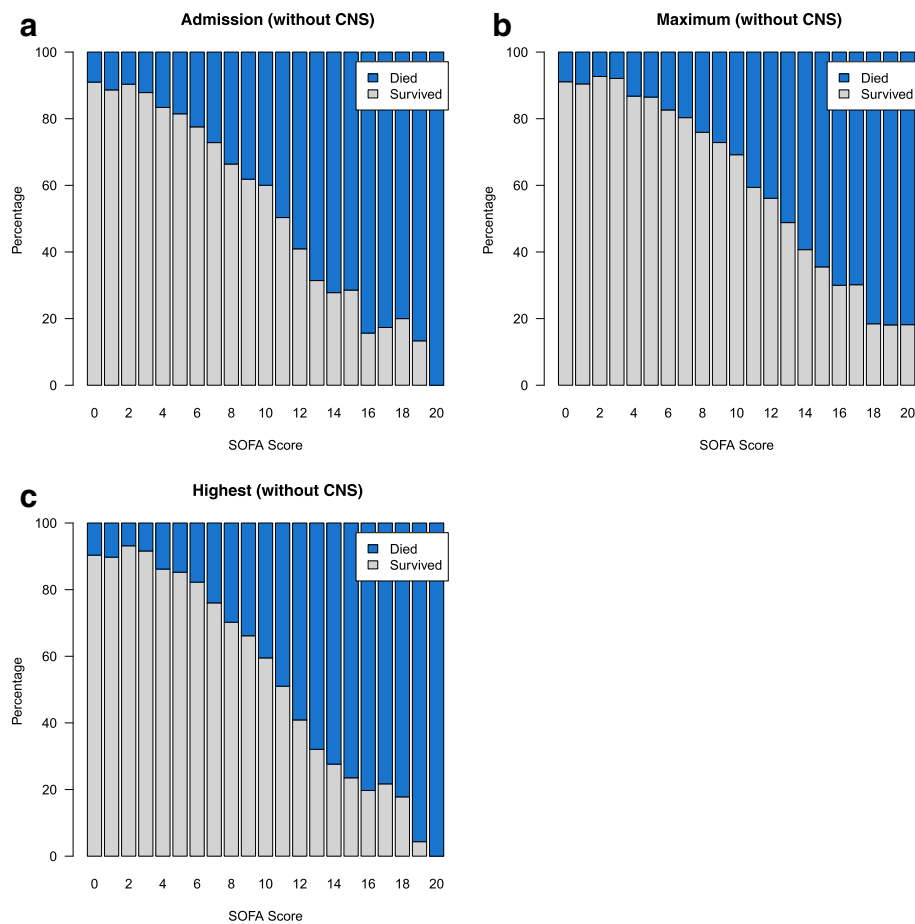 a
Admission (without CNS)
100
80
60
40
20
0
Percentage
Died
Survived
0 2 4 6 8 10 12 14 16 18 20
SOFA Score
b
Maximum (without CNS)
100
80
60
40
20
0
Percentage
Died
Survived
0 2 4 6 8 10 12 14 16 18 20
SOFA Score
c
Highest (without CNS)
100
80
60
40
20
0
Percentage
Died
Survived
0 2 4 6 8 10 12 14 16 18 20
SOFA Score